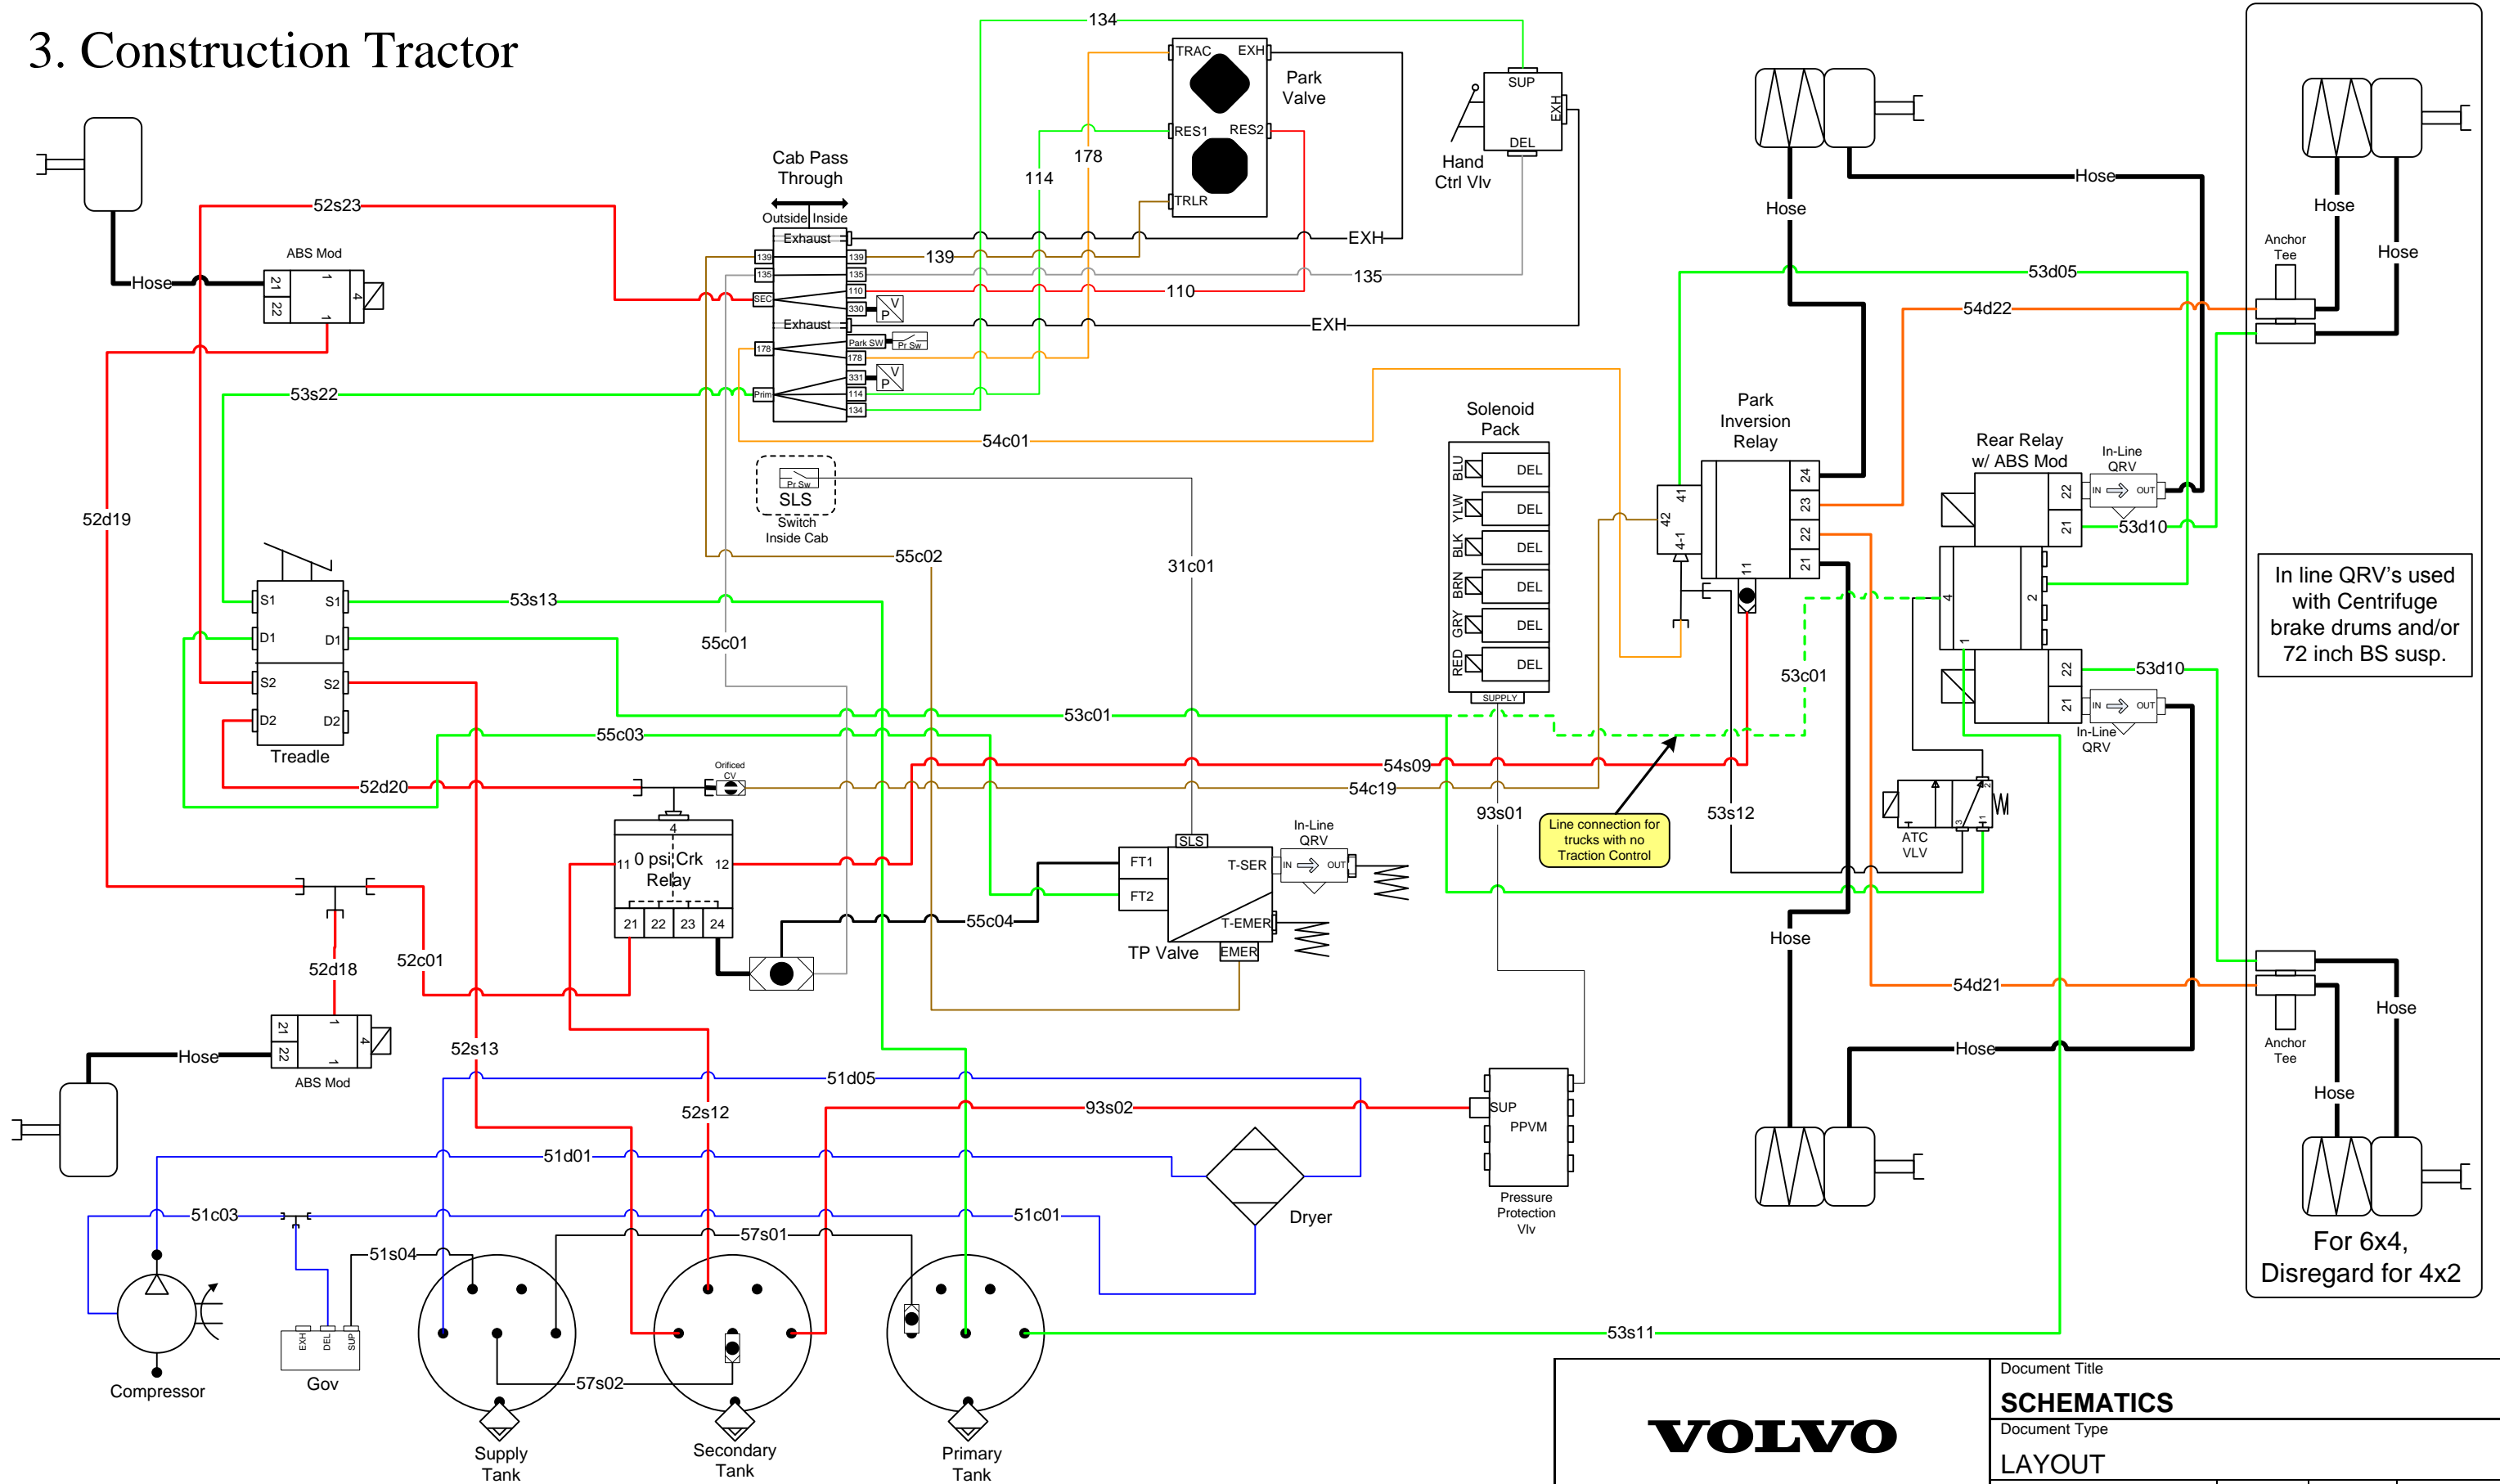 3. Construction Tractor
134
TRAC
EXH
Park
Valve
RES1
RES2
TRLR
178
114
SUP
EXH
DEL
Hand
Ctrl Vlv
Cab Pass
Through
Outside
Inside
Exhaust
139
139
135
135
110
SEC
330
V
P
Exhaust
Park SW
Pr Sw
178
178
331
V
P
Prim
114
134
EXH
139
135
110
EXH
52s23
ABS Mod
Hose
21
22
1
1
4
53s22
54c01
52d19
Pr Sw
SLS
Switch
Inside Cab
55c02
31c01
55c01
S1
S1
D1
D1
S2
S2
D2
D2
Treadle
53s13
53c01
55c03
52d20
Orificed
CV
54s09
54c19
4
11
0 psi Crk
Relay
12
21
22
23
24
52c01
52d18
21
22
1
1
4
ABS Mod
Hose
52s13
52s12
55c04
SLS
FT1
FT2
T-SER
T-EMER
EMER
TP Valve
In-Line
QRV
IN
OUT
Solenoid
Pack
BLU
DEL
YLW
DEL
BLK
DEL
BRN
DEL
GRY
DEL
RED
DEL
SUPPLY
93s01
Line connection for
trucks with no
Traction Control
53s12
53c01
Park
Inversion
Relay
41
42
4-1
11
24
23
22
21
Hose
Hose
53d05
54d22
Rear Relay
w/ ABS Mod
In-Line
QRV
22
21
IN
OUT
53d10
4
2
1
22
21
53d10
IN
OUT
In-Line
QRV
ATC
VLV
2
3
1
Hose
54d21
Hose
Anchor
Tee
Hose
Hose
In line QRV's used
with Centrifuge
brake drums and/or
72 inch BS susp.
Anchor
Tee
Hose
Hose
For 6x4,
Disregard for 4x2
51d05
93s02
SUP
PPVM
Pressure
Protection
Vlv
51d01
Dryer
51c03
51c01
57s01
51s04
EXH
DEL
SUP
Gov
Compressor
57s02
53s11
Supply
Tank
Secondary
Tank
Primary
Tank
VOLVO
Document Title
SCHEMATICS
Document Type
LAYOUT